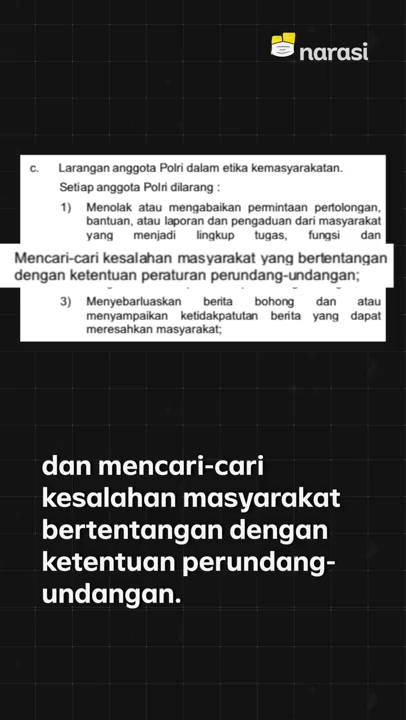 narasi
c. Larangan anggota Polri dalam etika kemasyarakatan.
Setiap anggota Polri dilarang :
1) Menolak atau mengabaikan permintaan pertolongan,
bantuan, atau laporan dan pengaduan dari masyarakat
yang menjadi lingkup tugas, fungsi dan
Mencari-cari kesalahan masyarakat yang bertentangan
dengan ketentuan peraturan perundang-undangan;
3) Menyebarluaskan berita bohong dan atau
menyampaikan ketidakpatutan berita yang dapat
meresahkan masyarakat;
dan mencari-cari
kesalahan masyarakat
bertentangan dengan
ketentuan perundang-
undangan.